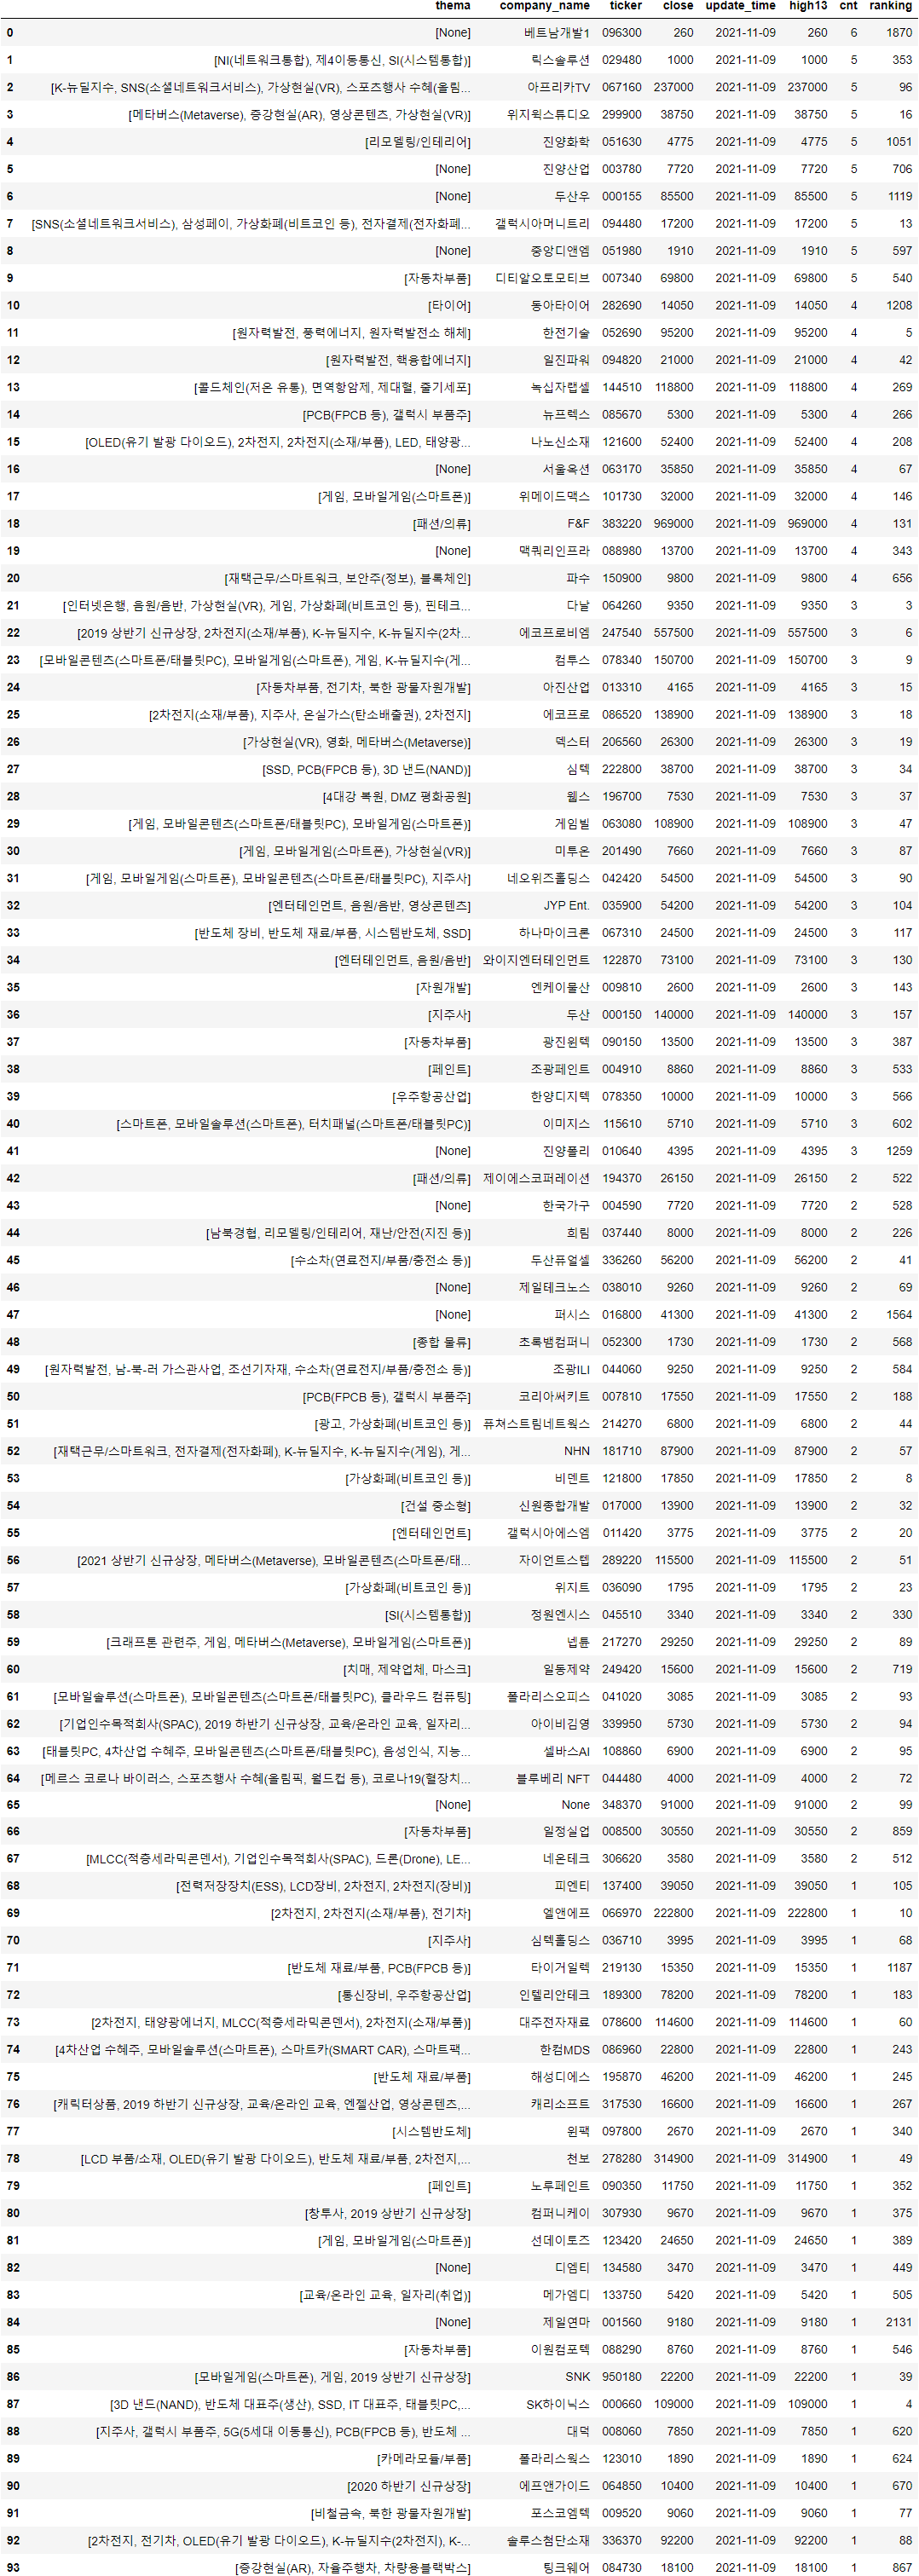 thema company_name ticker close update_time high13 cnt ranking
0 [None] 베트남개발1 096300 260 2021-11-09 260 6 1870
1 [NI(네트워크통합), 제4이동통신, SI(시스템통합)] 릭스솔루션 029480 1000 2021-11-09 1000 5 353
2 [K-뉴딜지수, SNS(소셜네트워크서비스), 가상현실(VR), 스포츠행사 수혜(올림... 아프리카TV 067160 237000 2021-11-09 237000 5 96
3 [메타버스(Metaverse), 증강현실(AR), 영상콘텐츠, 가상현실(VR)] 위지윅스튜디오 299900 38750 2021-11-09 38750 5 16
4 [리모델링/인테리어] 진양화학 051630 4775 2021-11-09 4775 5 1051
5 [None] 진양산업 003780 7720 2021-11-09 7720 5 706
6 [None] 두산우 000155 85500 2021-11-09 85500 5 1119
7 [SNS(소셜네트워크서비스), 삼성페이, 가상화폐(비트코인 등), 전자결제(전자화폐... 갤럭시아머니트리 094480 17200 2021-11-09 17200 5 13
8 [None] 중앙디앤엠 051980 1910 2021-11-09 1910 5 597
9 [자동차부품] 디티알오토모티브 007340 69800 2021-11-09 69800 5 540
10 [타이어] 동아타이어 282690 14050 2021-11-09 14050 4 1208
11 [원자력발전, 풍력에너지, 원자력발전소 해체] 한전기술 052690 95200 2021-11-09 95200 4 5
12 [원자력발전, 핵융합에너지] 일진파워 094820 21000 2021-11-09 21000 4 42
13 [콜드체인(저온 유통), 면역항암제, 제대혈, 줄기세포] 녹십자랩셀 144510 118800 2021-11-09 118800 4 269
14 [PCB(FPCB 등), 갤럭시 부품주] 뉴프렉스 085670 5300 2021-11-09 5300 4 266
15 [OLED(유기 발광 다이오드), 2차전지, 2차전지(소재/부품), LED, 태양광... 나노신소재 121600 52400 2021-11-09 52400 4 208
16 [None] 서울옥션 063170 35850 2021-11-09 35850 4 67
17 [게임, 모바일게임(스마트폰)] 위메이드맥스 101730 32000 2021-11-09 32000 4 146
18 [패션/의류] F&F 383220 969000 2021-11-09 969000 4 131
19 [None] 맥쿼리인프라 088980 13700 2021-11-09 13700 4 343
20 [재택근무/스마트워크, 보안주(정보), 블록체인] 파수 150900 9800 2021-11-09 9800 4 656
21 [인터넷은행, 음원/음반, 가상현실(VR), 게임, 가상화폐(비트코인 등), 핀테크... 다날 064260 9350 2021-11-09 9350 3 3
22 [2019 상반기 신규상장, 2차전지(소재/부품), K-뉴딜지수, K-뉴딜지수(2차... 에코프로비엠 247540 557500 2021-11-09 557500 3 6
23 [모바일콘텐츠(스마트폰/태블릿PC), 모바일게임(스마트폰), 게임, K-뉴딜지수(게... 컴투스 078340 150700 2021-11-09 150700 3 9
24 [자동차부품, 전기차, 북한 광물자원개발] 아진산업 013310 4165 2021-11-09 4165 3 15
25 [2차전지(소재/부품), 지주사, 온실가스(탄소배출권), 2차전지] 에코프로 086520 138900 2021-11-09 138900 3 18
26 [가상현실(VR), 영화, 메타버스(Metaverse)] 덱스터 206560 26300 2021-11-09 26300 3 19
27 [SSD, PCB(FPCB 등), 3D 낸드(NAND)] 심텍 222800 38700 2021-11-09 38700 3 34
28 [4대강 복원, DMZ 평화공원] 웰스 196700 7530 2021-11-09 7530 3 37
29 [게임, 모바일콘텐츠(스마트폰/태블릿PC), 모바일게임(스마트폰)] 게임빌 063080 108900 2021-11-09 108900 3 47
30 [게임, 모바일게임(스마트폰), 가상현실(VR)] 미투온 201490 7660 2021-11-09 7660 3 87
31 [게임, 모바일게임(스마트폰), 모바일콘텐츠(스마트폰/태블릿PC), 지주사] 네오위즈홀딩스 042420 54500 2021-11-09 54500 3 90
32 [엔터테인먼트, 음원/음반, 영상콘텐츠] JYP Ent. 035900 54200 2021-11-09 54200 3 104
33 [반도체 장비, 반도체 재료/부품, 시스템반도체, SSD] 하나마이크론 067310 24500 2021-11-09 24500 3 117
34 [엔터테인먼트, 음원/음반] 와이지엔터테인먼트 122870 73100 2021-11-09 73100 3 130
35 [자원개발] 엔케이물산 009810 2600 2021-11-09 2600 3 143
36 [지주사] 두산 000150 140000 2021-11-09 140000 3 157
37 [자동차부품] 광진윈텍 090150 13500 2021-11-09 13500 3 387
38 [페인트] 조광페인트 004910 8860 2021-11-09 8860 3 533
39 [우주항공산업] 한양디지텍 078350 10000 2021-11-09 10000 3 566
40 [스마트폰, 모바일솔루션(스마트폰), 터치패널(스마트폰/태블릿PC)] 이미지스 115610 5710 2021-11-09 5710 3 602
41 [None] 진양폴리 010640 4395 2021-11-09 4395 3 1259
42 [패션/의류] 제이에스코퍼레이션 194370 26150 2021-11-09 26150 2 522
43 [None] 한국가구 004590 7720 2021-11-09 7720 2 528
44 [남북경협, 리모델링/인테리어, 재난/안전(지진 등)] 희림 037440 8000 2021-11-09 8000 2 226
45 [수소차(연료전지/부품/충전소 등)] 두산퓨얼셀 336260 56200 2021-11-09 56200 2 41
46 [None] 제일테크노스 038010 9260 2021-11-09 9260 2 69
47 [None] 퍼시스 016800 41300 2021-11-09 41300 2 1564
48 [종합 물류] 초록뱀컴퍼니 052300 1730 2021-11-09 1730 2 568
49 [원자력발전, 남-북-러 가스관사업, 조선기자재, 수소차(연료전지/부품/충전소 등)] 조광ILI 044060 9250 2021-11-09 9250 2 584
50 [PCB(FPCB 등), 갤럭시 부품주] 코리아써키트 007810 17550 2021-11-09 17550 2 188
51 [광고, 가상화폐(비트코인 등)] 퓨쳐스트림네트웍스 214270 6800 2021-11-09 6800 2 44
52 [재택근무/스마트워크, 전자결제(전자화폐), K-뉴딜지수, K-뉴딜지수(게임), 게... NHN 181710 87900 2021-11-09 87900 2 57
53 [가상화폐(비트코인 등)] 비덴트 121800 17850 2021-11-09 17850 2 8
54 [건설 중소형] 신원종합개발 017000 13900 2021-11-09 13900 2 32
55 [엔터테인먼트] 갤럭시아에스엠 011420 3775 2021-11-09 3775 2 20
56 [2021 상반기 신규상장, 메타버스(Metaverse), 모바일콘텐츠(스마트폰/태... 자이언트스텝 289220 115500 2021-11-09 115500 2 51
57 [가상화폐(비트코인 등)] 위지트 036090 1795 2021-11-09 1795 2 23
58 [SI(시스템통합)] 정원엔시스 045510 3340 2021-11-09 3340 2 330
59 [크래프톤 관련주, 게임, 메타버스(Metaverse), 모바일게임(스마트폰)] 넵튠 217270 29250 2021-11-09 29250 2 89
60 [치매, 제약업체, 마스크] 일동제약 249420 15600 2021-11-09 15600 2 719
61 [모바일솔루션(스마트폰), 모바일콘텐츠(스마트폰/태블릿PC), 클라우드 컴퓨팅] 폴라리스오피스 041020 3085 2021-11-09 3085 2 93
62 [기업인수목적회사(SPAC), 2019 하반기 신규상장, 교육/온라인 교육, 일자리... 아이비김영 339950 5730 2021-11-09 5730 2 94
63 [태블릿PC, 4차산업 수혜주, 모바일콘텐츠(스마트폰/태블릿PC), 음성인식, 지능... 셀바스AI 108860 6900 2021-11-09 6900 2 95
64 [메르스 코로나 바이러스, 스포츠행사 수혜(올림픽, 월드컵 등), 코로나19(혈장치... 블루베리 NFT 044480 4000 2021-11-09 4000 2 72
65 [None] None 348370 91000 2021-11-09 91000 2 99
66 [자동차부품] 일정실업 008500 30550 2021-11-09 30550 2 859
67 [MLCC(적층세라믹콘덴서), 기업인수목적회사(SPAC), 드론(Drone), LE... 네온테크 306620 3580 2021-11-09 3580 2 512
68 [전력저장장치(ESS), LCD장비, 2차전지, 2차전지(장비)] 피엔티 137400 39050 2021-11-09 39050 1 105
69 [2차전지, 2차전지(소재/부품), 전기차] 엘앤에프 066970 222800 2021-11-09 222800 1 10
70 [지주사] 심텍홀딩스 036710 3995 2021-11-09 3995 1 68
71 [반도체 재료/부품, PCB(FPCB 등)] 타이거일렉 219130 15350 2021-11-09 15350 1 1187
72 [통신장비, 우주항공산업] 인텔리안테크 189300 78200 2021-11-09 78200 1 183
73 [2차전지, 태양광에너지, MLCC(적층세라믹콘덴서), 2차전지(소재/부품)] 대주전자재료 078600 114600 2021-11-09 114600 1 60
74 [4차산업 수혜주, 모바일솔루션(스마트폰), 스마트카(SMART CAR), 스마트팩... 한컴MDS 086960 22800 2021-11-09 22800 1 243
75 [반도체 재료/부품] 해성디에스 195870 46200 2021-11-09 46200 1 245
76 [캐릭터상품, 2019 하반기 신규상장, 교육/온라인 교육, 엔젤산업, 영상콘텐츠,... 캐리소프트 317530 16600 2021-11-09 16600 1 267
77 [시스템반도체] 윈팩 097800 2670 2021-11-09 2670 1 340
78 [LCD 부품/소재, OLED(유기 발광 다이오드), 반도체 재료/부품, 2차전지,... 천보 278280 314900 2021-11-09 314900 1 49
79 [페인트] 노루페인트 090350 11750 2021-11-09 11750 1 352
80 [창투사, 2019 상반기 신규상장] 컴퍼니케이 307930 9670 2021-11-09 9670 1 375
81 [게임, 모바일게임(스마트폰)] 선데이토즈 123420 24650 2021-11-09 24650 1 389
82 [None] 디엠티 134580 3470 2021-11-09 3470 1 449
83 [교육/온라인 교육, 일자리(취업)] 메가엠디 133750 5420 2021-11-09 5420 1 505
84 [None] 제일연마 001560 9180 2021-11-09 9180 1 2131
85 [자동차부품] 이원컴포텍 088290 8760 2021-11-09 8760 1 546
86 [모바일게임(스마트폰), 게임, 2019 상반기 신규상장] SNK 950180 22200 2021-11-09 22200 1 39
87 [3D 낸드(NAND), 반도체 대표주(생산), SSD, IT 대표주, 태블릿PC,... SK하이닉스 000660 109000 2021-11-09 109000 1 4
88 [지주사, 갤럭시 부품주, 5G(5세대 이동통신), PCB(FPCB 등), 반도체 ... 대덕 008060 7850 2021-11-09 7850 1 620
89 [카메라모듈/부품] 폴라리스웍스 123010 1890 2021-11-09 1890 1 624
90 [2020 하반기 신규상장] 에프앤가이드 064850 10400 2021-11-09 10400 1 670
91 [비철금속, 북한 광물자원개발] 포스코엠텍 009520 9060 2021-11-09 9060 1 77
92 [2차전지, 전기차, OLED(유기 발광 다이오드), K-뉴딜지수(2차전지), K-... 솔루스첨단소재 336370 92200 2021-11-09 92200 1 88
93 [증강현실(AR), 자율주행차, 차량용블랙박스] 팅크웨어 084730 18100 2021-11-09 18100 1 867